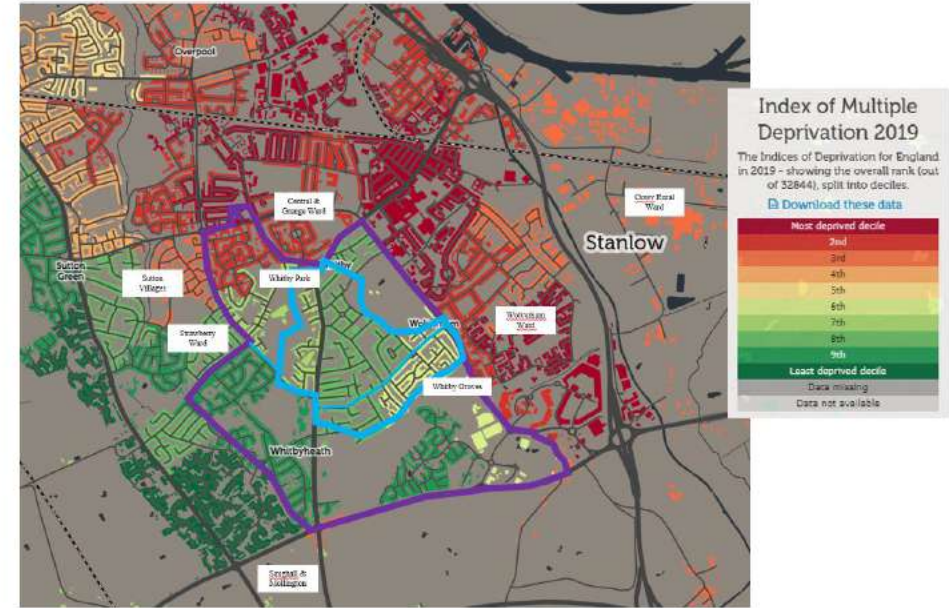 Overpool
Central &
Grange Ward
Stanlow
Ward
Sutton
Green
Sutton
Villages
Whitby Park
Strawberry
Ward
Wolverham
Ward
Whitby Groves
Whitbyheath
Saughall &
Mollington
Index of Multiple
Deprivation 2019
The Indices of Deprivation for England
in 2019 - showing the overall rank (out
of 32844), split into deciles.
Download these data
Most deprived decile
2nd
3rd
4th
5th
6th
7th
8th
9th
Least deprived decile
Data missing
Data not available